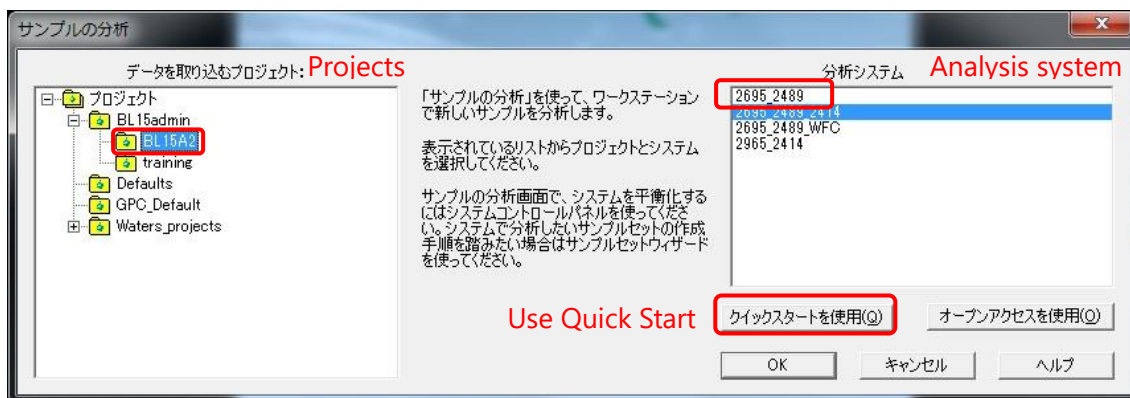 サンプルの分析
データを取り込むプロジェクト: Projects
プロジェクト
BL15admin
BL15A2
training
Defaults
GPC_Default
Waters_projects
「サンプルの分析」を使って、ワークステーション
で新しいサンプルを分析します。
表示されているリストからプロジェクトとシステム
を選択してください。
サンプルの分析画面で、システムを平衡化する
にはシステムコントロールパネルを使ってくださ
い。システムで分析したいサンプルセットの作成
手順を踏みたい場合はサンプルセットウィザード
を使ってください。
分析システム Analysis system
2695_2489
2695_2489_2414
2695_2489_WFC
2965_2414
Use Quick Start
クイックスタートを使用(Q)
オープンアクセスを使用(O)
OK
キャンセル
ヘルプ